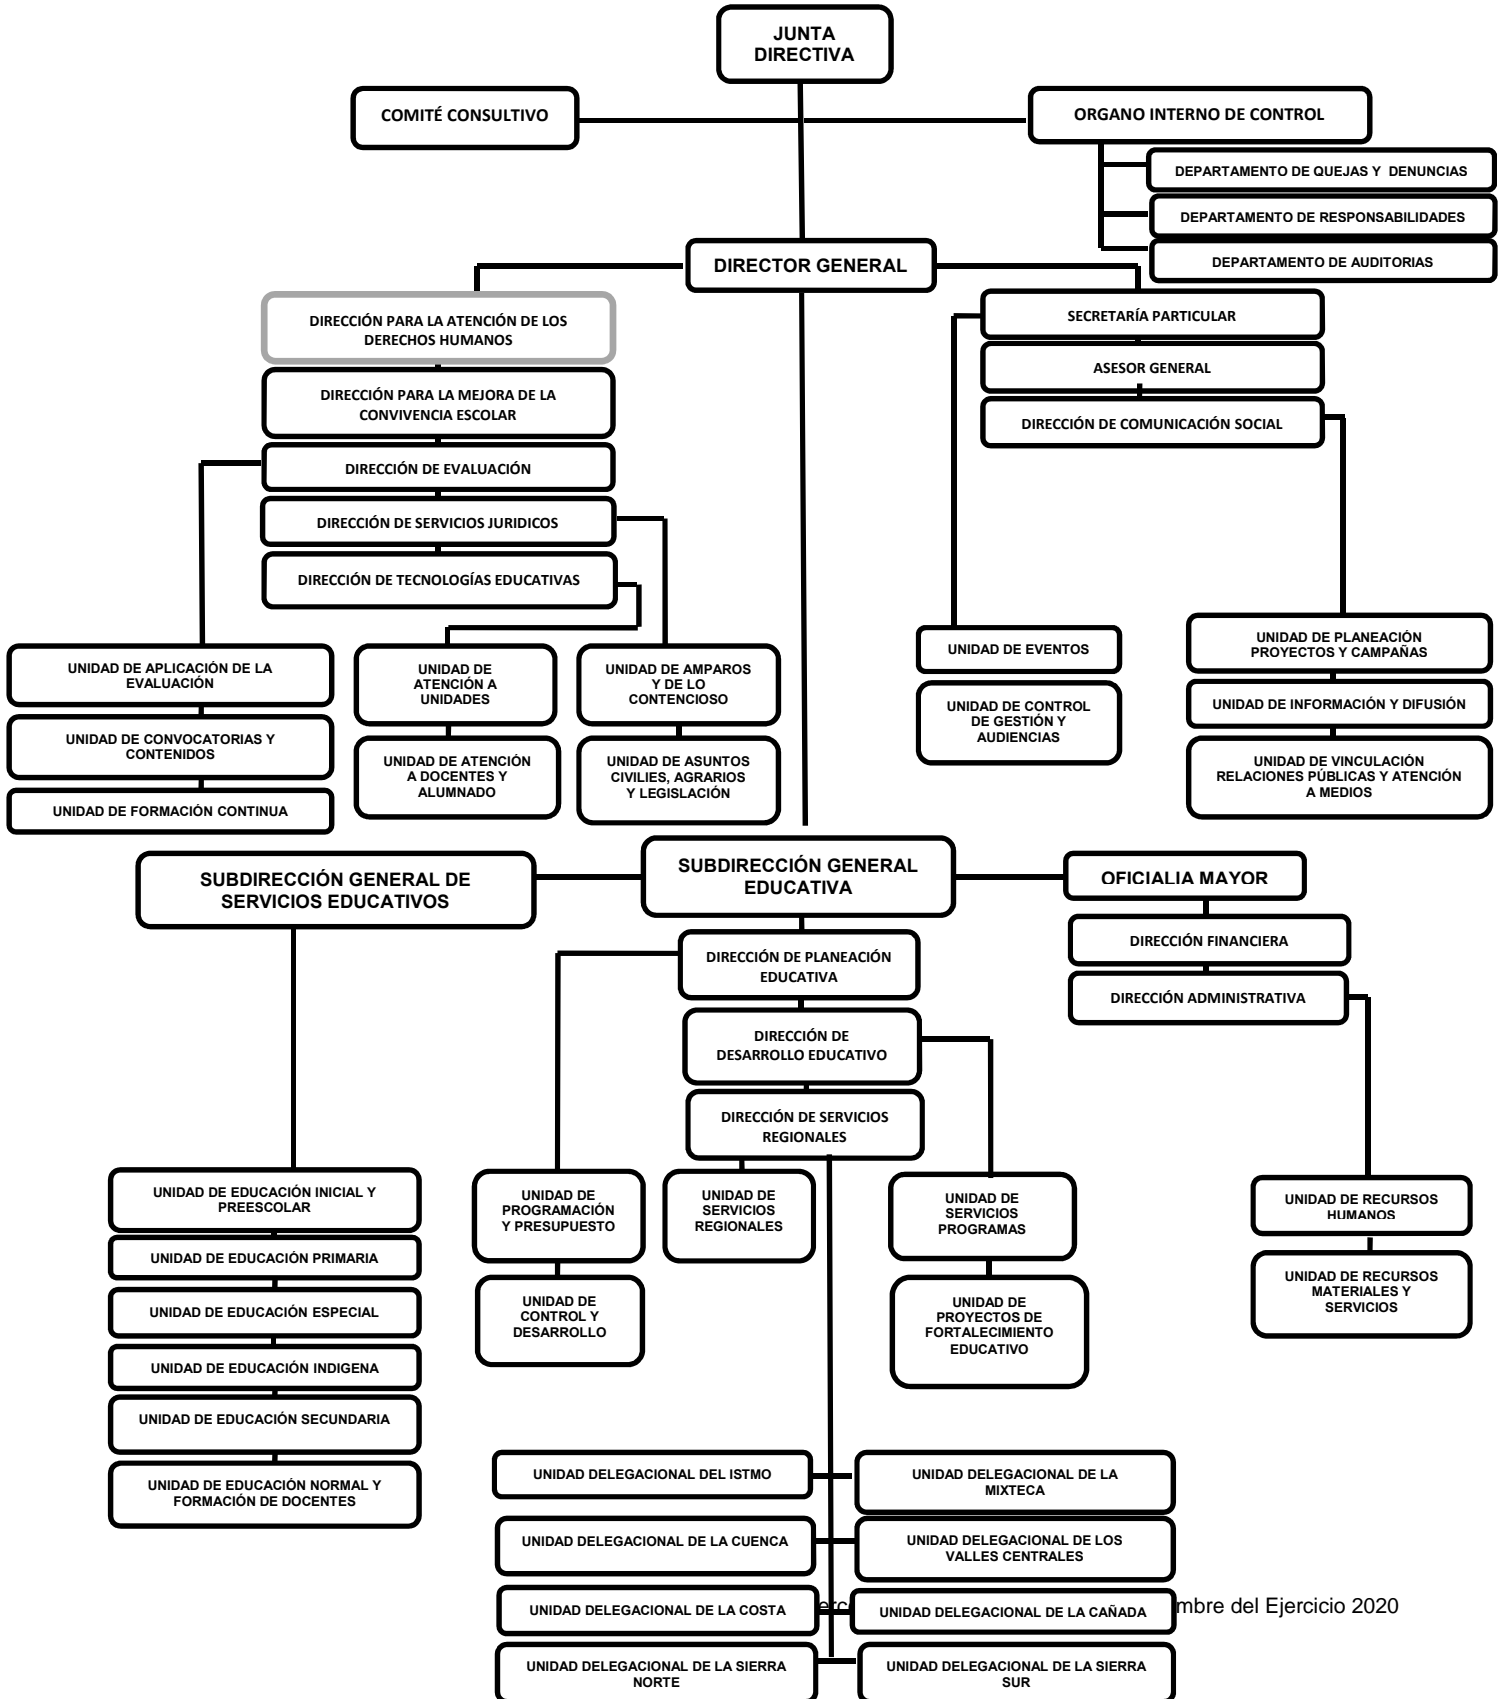 JUNTA
DIRECTIVA
COMITÉ CONSULTIVO
ORGANO INTERNO DE CONTROL
DEPARTAMENTO DE QUEJAS Y DENUNCIAS
DEPARTAMENTO DE RESPONSABILIDADES
DEPARTAMENTO DE AUDITORIAS
DIRECTOR GENERAL
DIRECCIÓN PARA LA ATENCIÓN DE LOS
DERECHOS HUMANOS
DIRECCIÓN PARA LA MEJORA DE LA
CONVIVENCIA ESCOLAR
DIRECCIÓN DE EVALUACIÓN
DIRECCIÓN DE SERVICIOS JURIDICOS
DIRECCIÓN DE TECNOLOGÍAS EDUCATIVAS
SECRETARÍA PARTICULAR
ASESOR GENERAL
DIRECCIÓN DE COMUNICACIÓN SOCIAL
UNIDAD DE APLICACIÓN DE LA
EVALUACIÓN
UNIDAD DE CONVOCATORIAS Y
CONTENIDOS
UNIDAD DE FORMACIÓN CONTINUA
UNIDAD DE
ATENCIÓN A
UNIDADES
UNIDAD DE ATENCIÓN
A DOCENTES Y
ALUMNADO
UNIDAD DE AMPAROS
Y DE LO
CONTENCIOSO
UNIDAD DE ASUNTOS
CIVILIES, AGRARIOS
Y LEGISLACIÓN
UNIDAD DE EVENTOS
UNIDAD DE CONTROL
DE GESTIÓN Y
AUDIENCIAS
UNIDAD DE PLANEACIÓN
PROYECTOS Y CAMPAÑAS
UNIDAD DE INFORMACIÓN Y DIFUSIÓN
UNIDAD DE VINCULACIÓN
RELACIONES PÚBLICAS Y ATENCIÓN
A MEDIOS
SUBDIRECCIÓN GENERAL DE
SERVICIOS EDUCATIVOS
SUBDIRECCIÓN GENERAL
EDUCATIVA
OFICIALIA MAYOR
DIRECCIÓN FINANCIERA
DIRECCIÓN ADMINISTRATIVA
DIRECCIÓN DE PLANEACIÓN
EDUCATIVA
DIRECCIÓN DE
DESARROLLO EDUCATIVO
DIRECCIÓN DE SERVICIOS
REGIONALES
UNIDAD DE EDUCACIÓN INICIAL Y
PREESCOLAR
UNIDAD DE EDUCACIÓN PRIMARIA
UNIDAD DE EDUCACIÓN ESPECIAL
UNIDAD DE EDUCACIÓN INDIGENA
UNIDAD DE EDUCACIÓN SECUNDARIA
UNIDAD DE EDUCACIÓN NORMAL Y
FORMACIÓN DE DOCENTES
UNIDAD DE
PROGRAMACIÓN
Y PRESUPUESTO
UNIDAD DE
CONTROL Y
DESARROLLO
UNIDAD DE
SERVICIOS
REGIONALES
UNIDAD DE
SERVICIOS
PROGRAMAS
UNIDAD DE
PROYECTOS DE
FORTALECIMIENTO
EDUCATIVO
UNIDAD DE RECURSOS
HUMANOS
UNIDAD DE RECURSOS
MATERIALES Y
SERVICIOS
UNIDAD DELEGACIONAL DEL ISTMO
UNIDAD DELEGACIONAL DE LA
MIXTECA
UNIDAD DELEGACIONAL DE LA CUENCA
UNIDAD DELEGACIONAL DE LOS
VALLES CENTRALES
UNIDAD DELEGACIONAL DE LA COSTA
UNIDAD DELEGACIONAL DE LA CAÑADA
mbre del Ejercicio 2020
UNIDAD DELEGACIONAL DE LA SIERRA
NORTE
UNIDAD DELEGACIONAL DE LA SIERRA
SUR